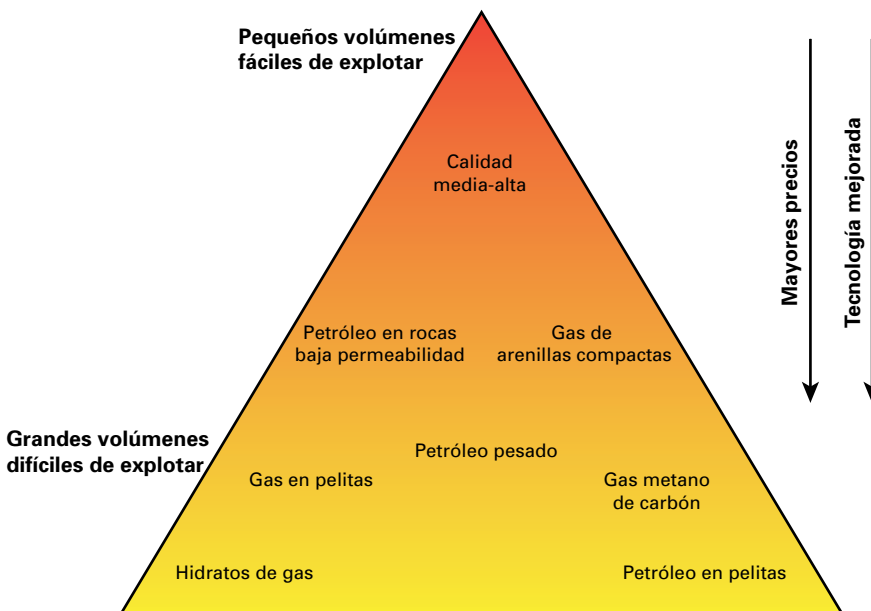 Pequeños volúmenes
fáciles de explotar
Calidad
media-alta
Mayores precios
Tecnología mejorada
Petróleo en rocas
baja permeabilidad
Gas de
arenillas compactas
Grandes volúmenes
difíciles de explotar
Petróleo pesado
Gas en pelitas
Gas metano
de carbón
Hidratos de gas
Petróleo en pelitas